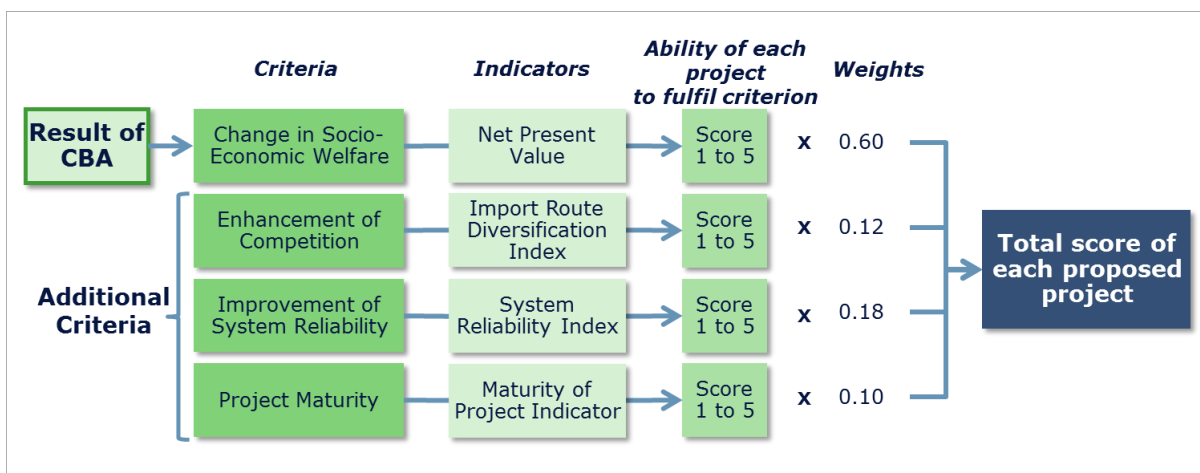 Criteria
Indicators
Ability of each
project
to fulfil criterion
Weights
Result of
CBA
Change in Socio-
Economic Welfare
Net Present
Value
Score
1 to 5
x
0.60
Enhancement of
Competition
Import Route
Diversification
Index
Score
1 to 5
x
0.12
Additional
Criteria
Improvement of
System Reliability
System
Reliability Index
Score
1 to 5
x
0.18
Project Maturity
Maturity of
Project Indicator
Score
1 to 5
x
0.10
Total score of
each proposed
project